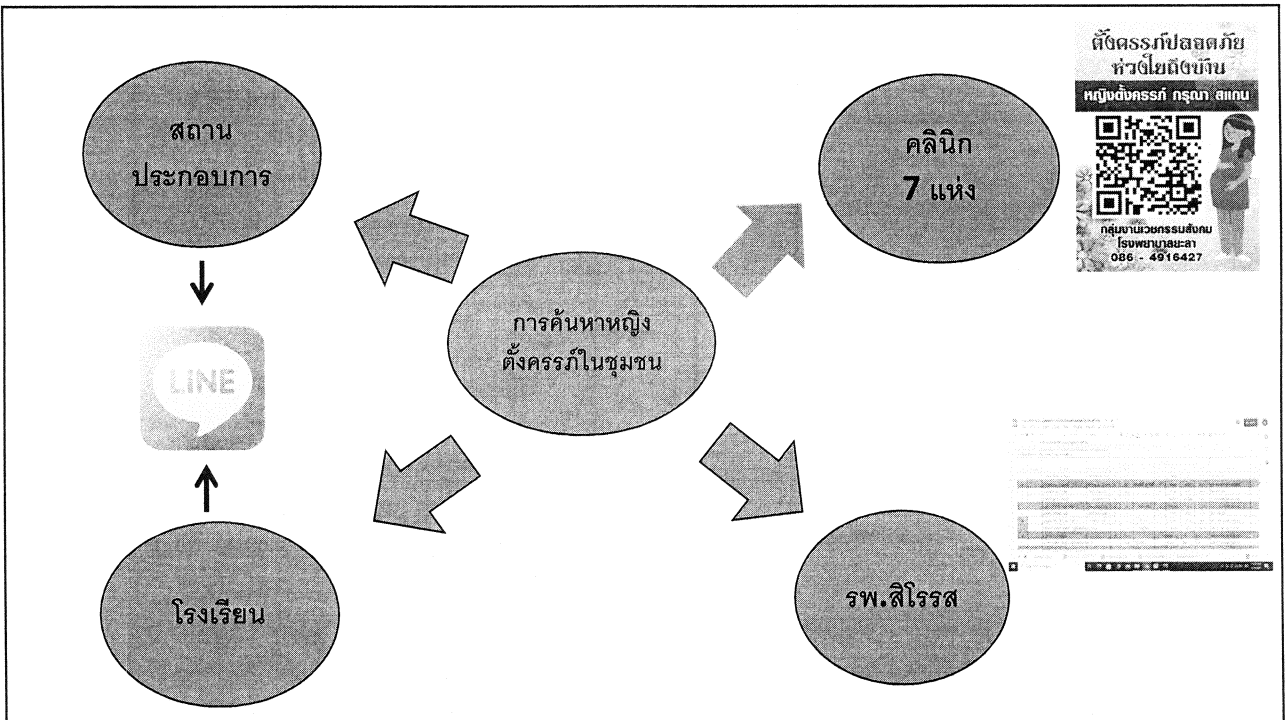 สถาน
ประกอบการ
LINE
โรงเรียน
การค้นหาหญิง
ตั้งครรภ์ในชุมชน
คลินิก
7 แห่ง
รพ.สิโรรส
ตั้งครรภ์ปลอดภัย
ห่วงใยถึงบ้าน
หญิงตั้งครรภ์ กรุณา สแกน
กลุ่มงานเวชกรรมสังคม
โรงพยาบาลยะลา
086 - 4916427